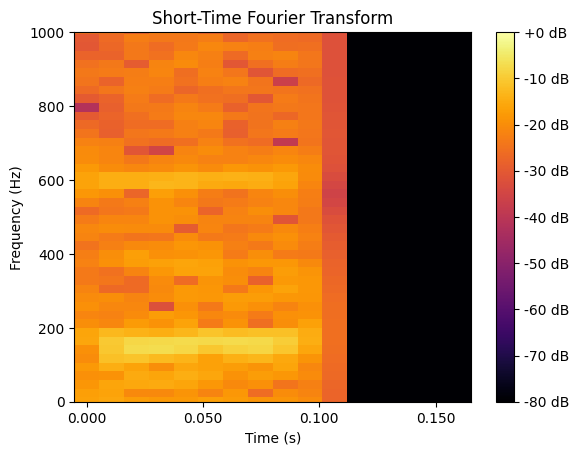 Short-Time Fourier Transform
1000
800
600
400
200
0
Frequency (Hz)
0.000
0.050
0.100
0.150
Time (s)
+0 dB
-10 dB
-20 dB
-30 dB
-40 dB
-50 dB
-60 dB
-70 dB
-80 dB